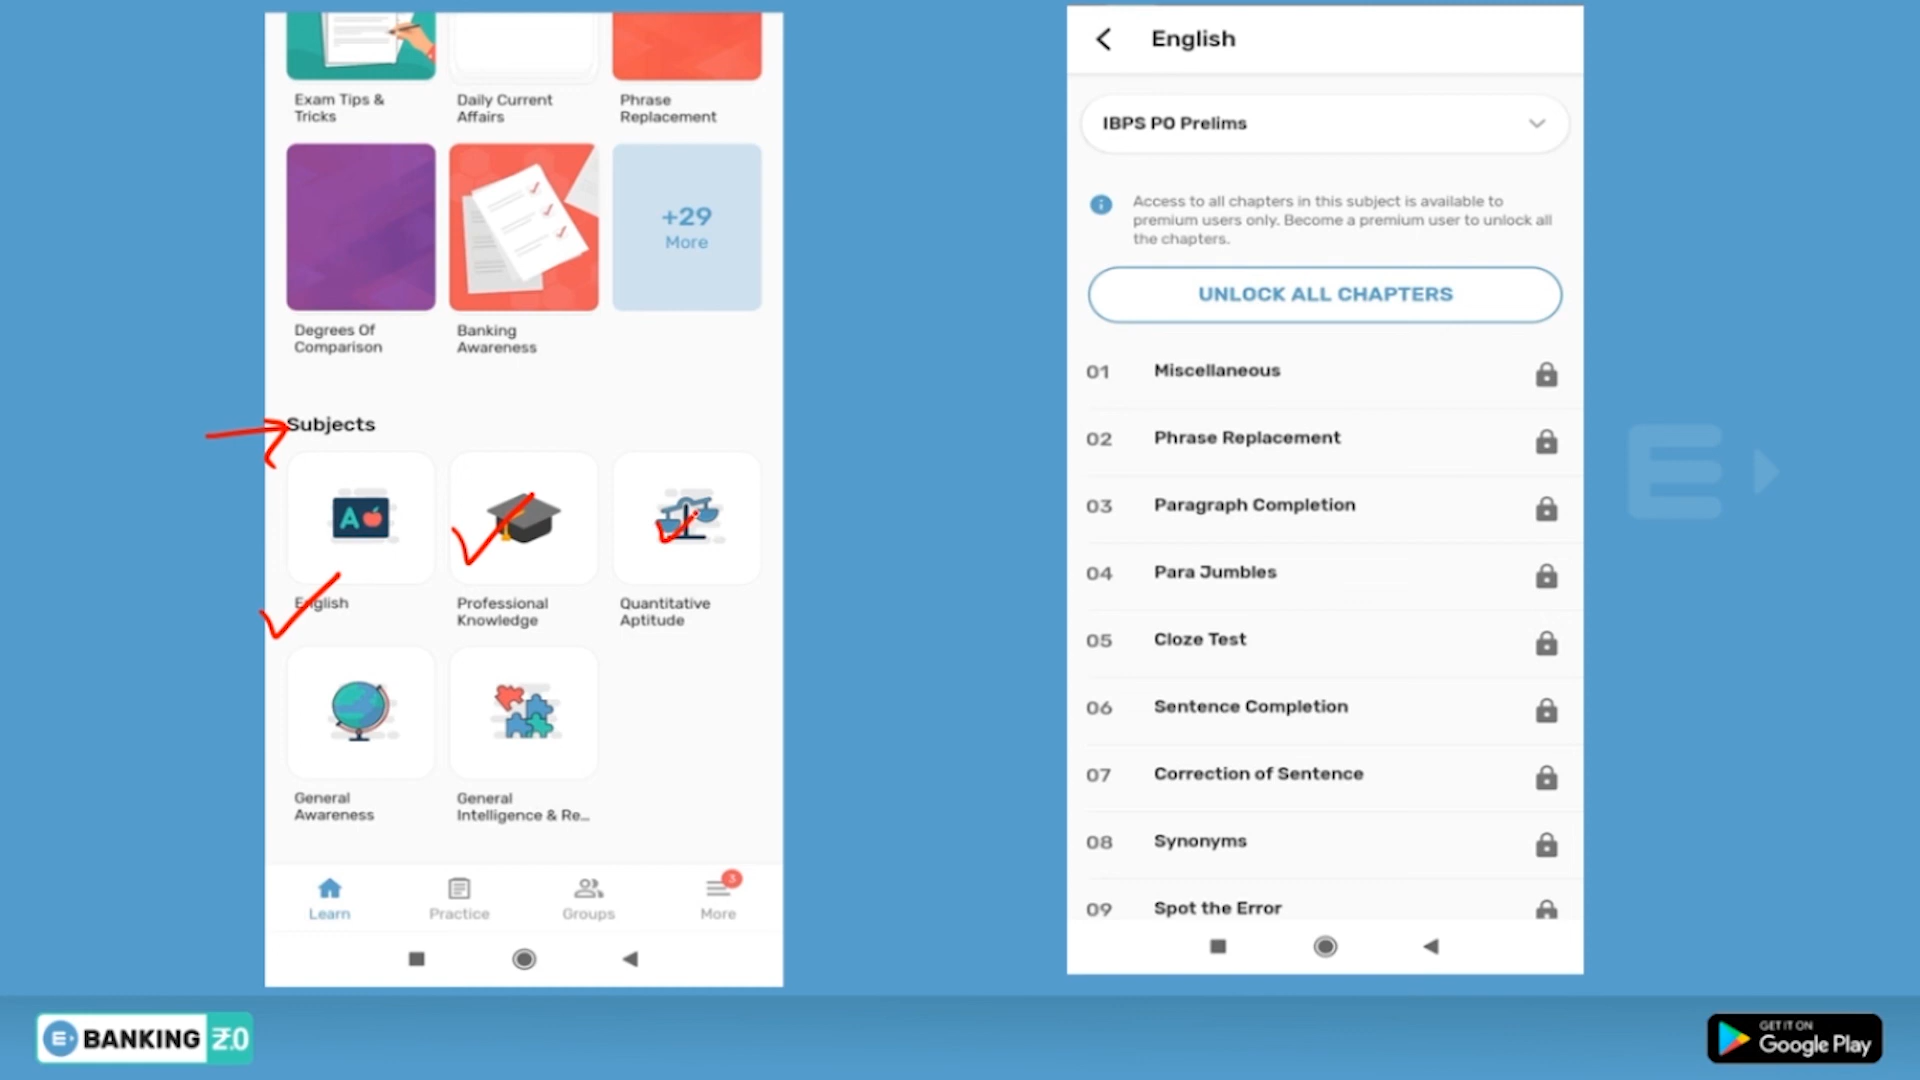 Exam Tips &
Tricks
Daily Current
Affairs
Phrase
Replacement
+29
More
Degrees Of
Comparison
Banking
Awareness
Subjects
A
English
Professional
Knowledge
Quantitative
Aptitude
General
Awareness
General
Intelligence & Re...
Learn
Practice
Groups
3
More
English
IBPS PO Prelims
Access to all chapters in this subject is available to
premium users only. Become a premium user to unlock all
the chapters.
UNLOCK ALL CHAPTERS
01 Miscellaneous
02 Phrase Replacement
03 Paragraph Completion
04 Para Jumbles
05 Cloze Test
06 Sentence Completion
07 Correction of Sentence
08 Synonyms
09 Spot the Error
E
E BANKING ₹.0
GET IT ON
Google Play